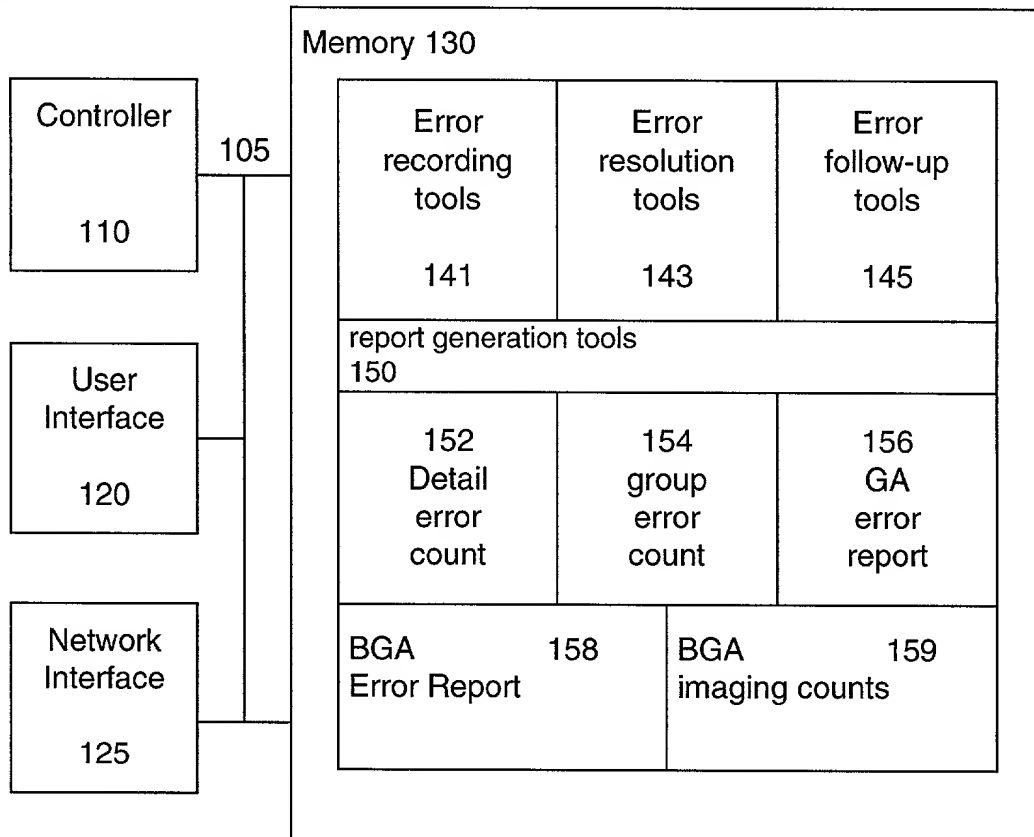 Memory 130
Controller
110
105
User
Interface
120
Network
Interface
125
Error
recording
tools
141
Error
resolution
tools
143
Error
follow-up
tools
145
report generation tools
150
152
Detail
error
count
154
group
error
count
156
GA
error
report
BGA 158
Error Report
BGA 159
imaging counts